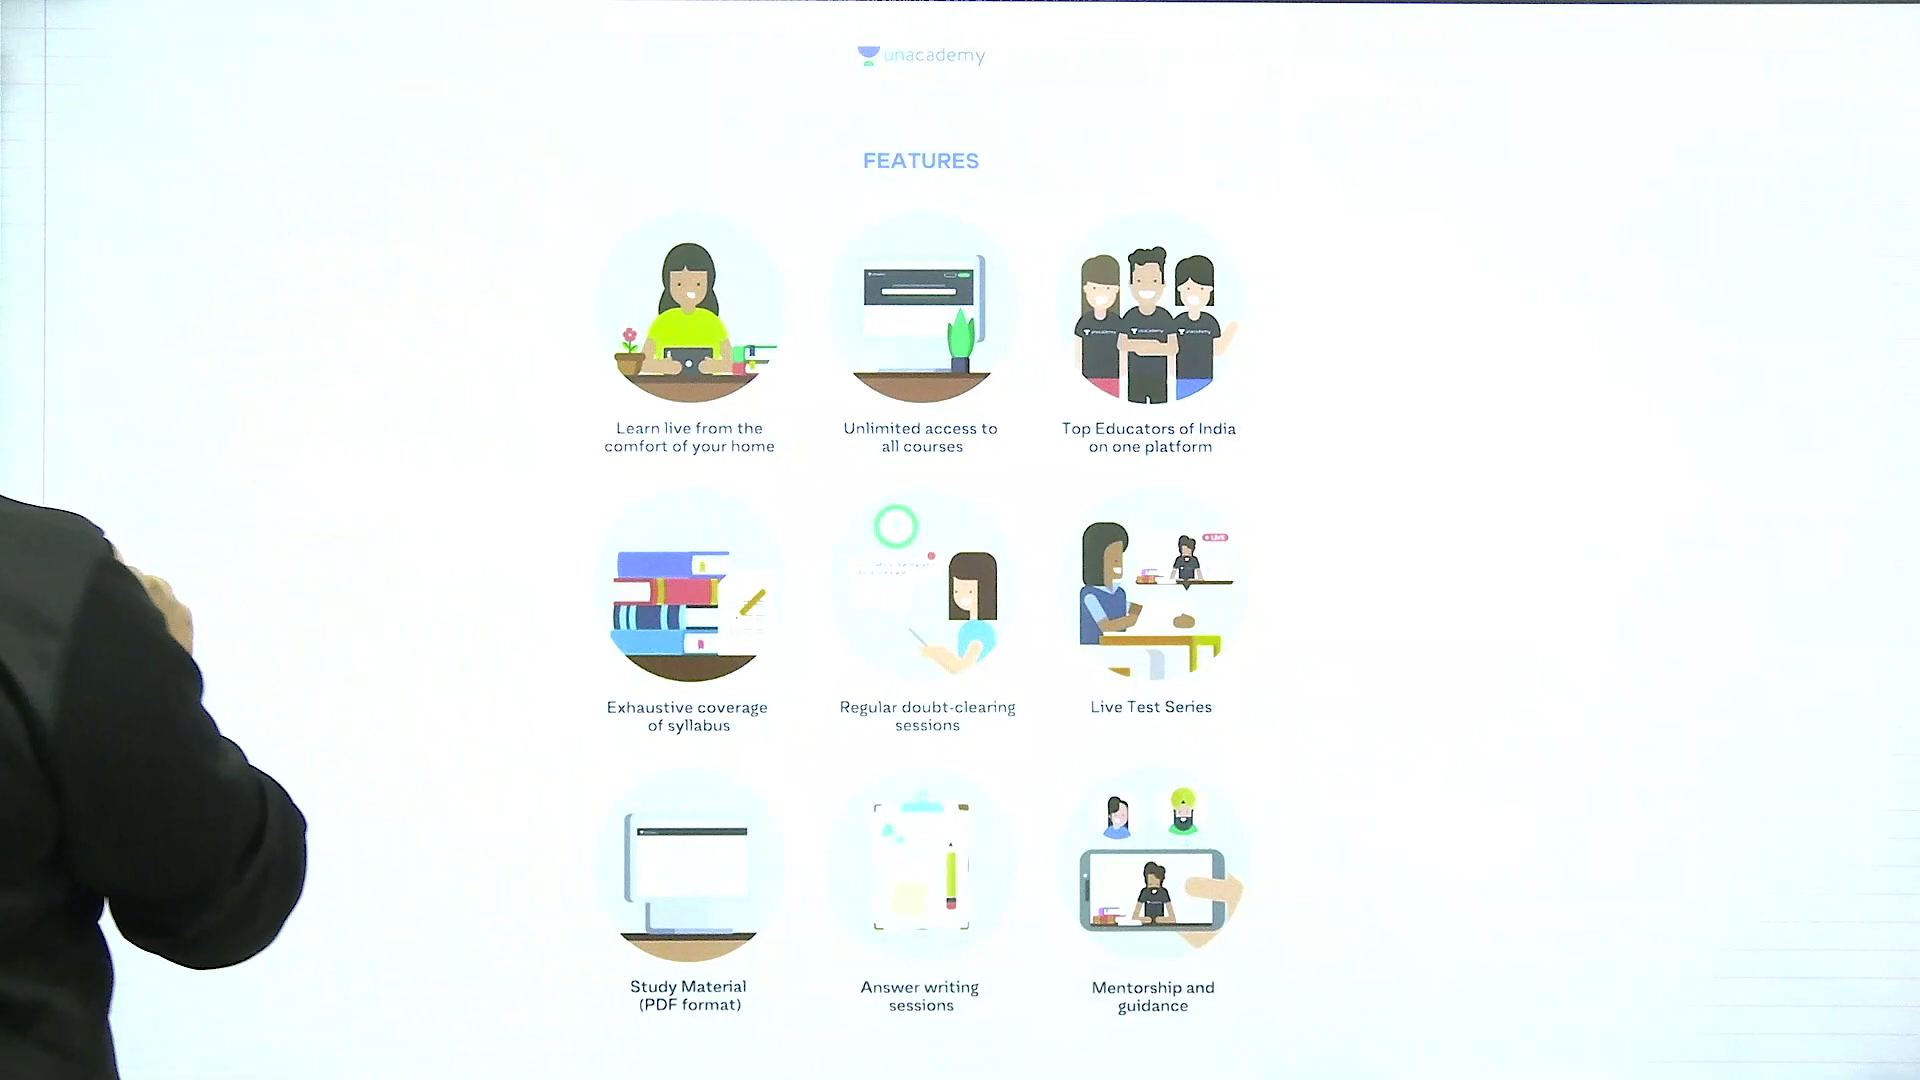 unacademy
FEATURES
Learn live from the
comfort of your home
Unlimited access to
all courses
Top Educators of India
on one platform
Exhaustive coverage
of syllabus
Regular doubt-clearing
sessions
LIVE
Live Test Series
Study Material
(PDF format)
Answer writing
sessions
Mentorship and
guidance